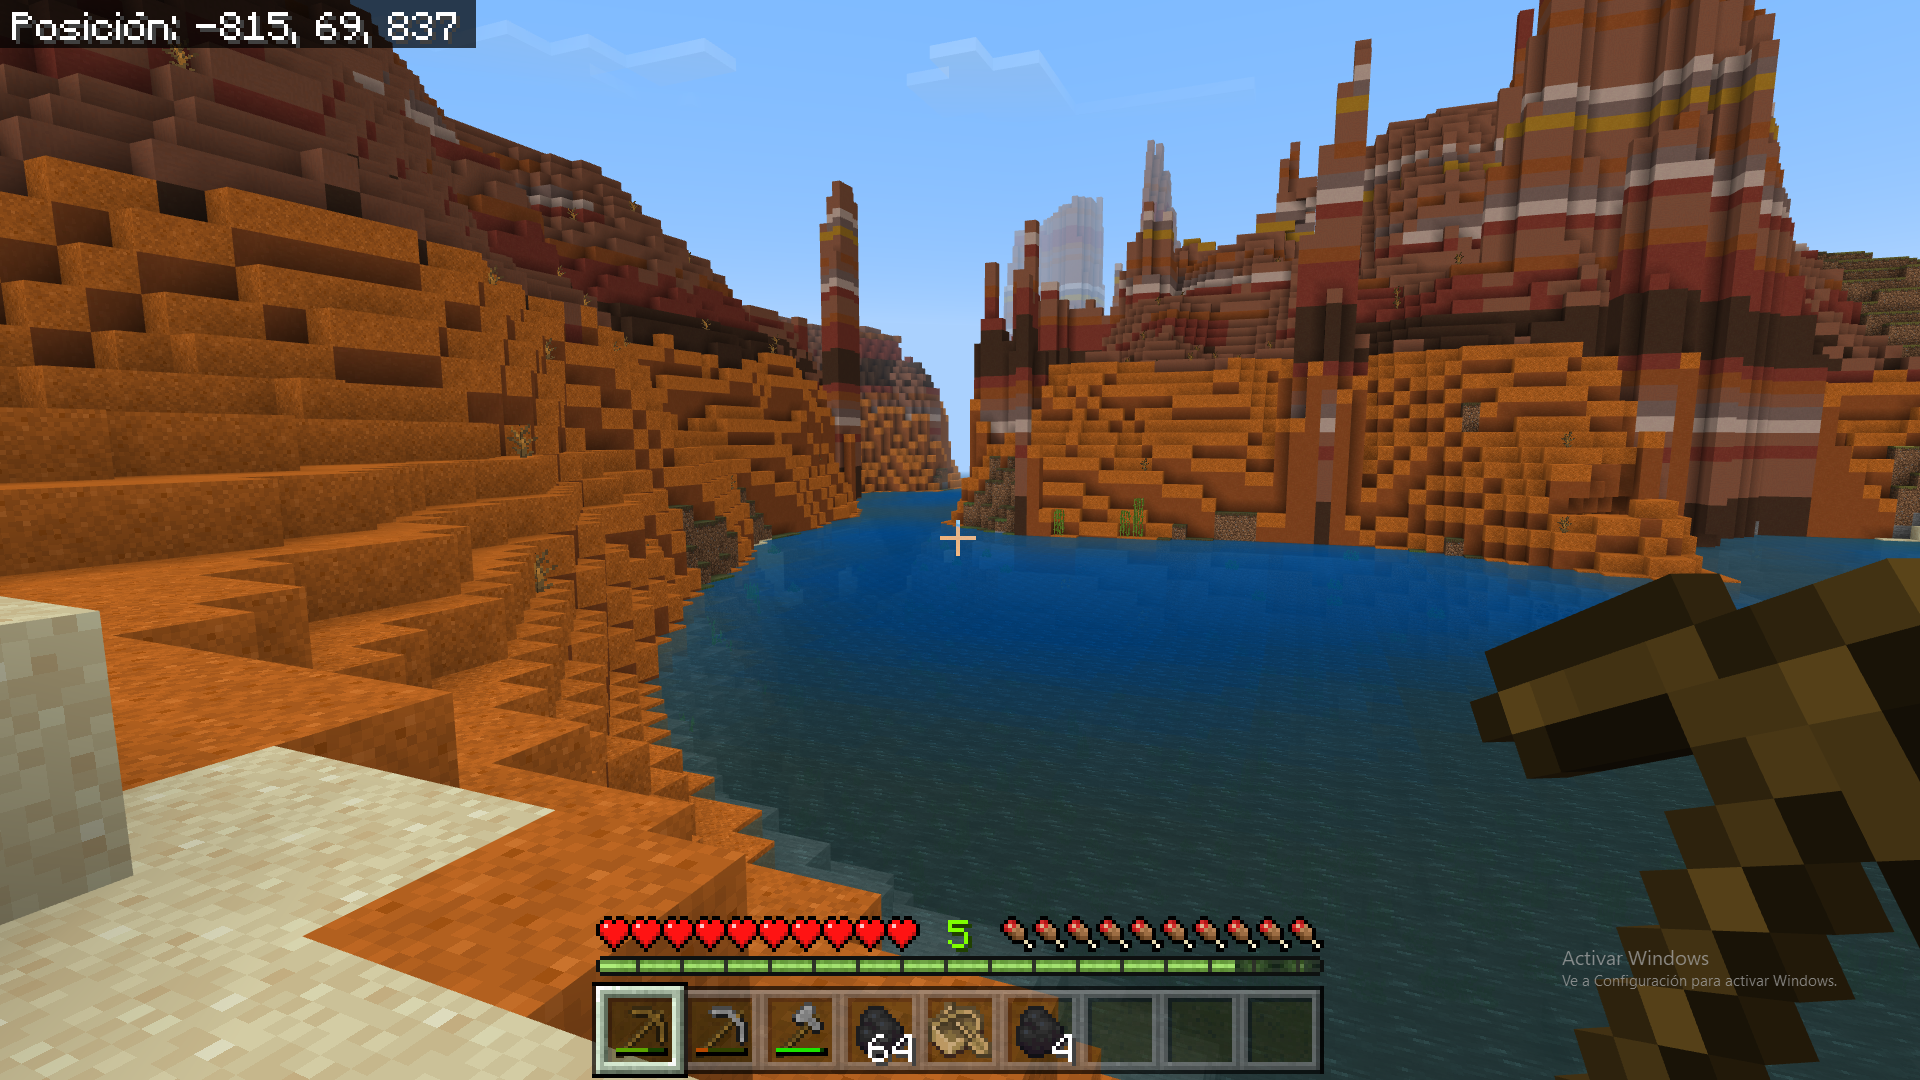 Posición: -815, 69, 837
5
Activar Windows
Ve a Configuración para activar Windows.
64
4